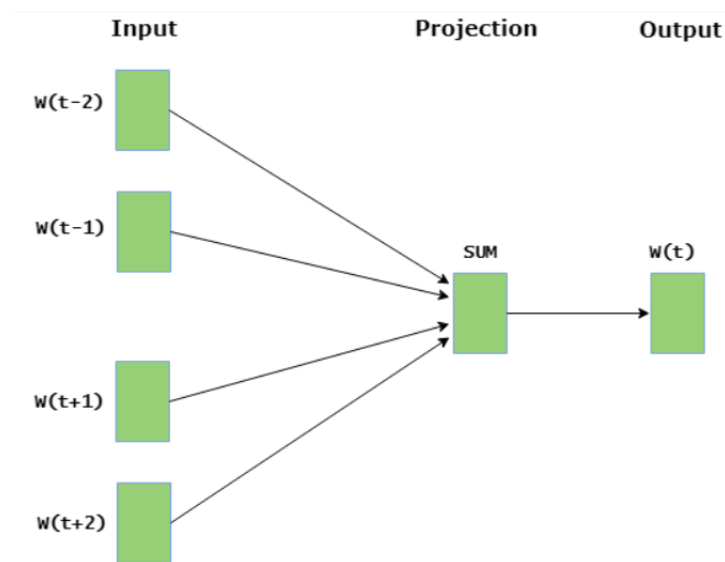 Input Projection Output
W(t-2)
W(t-1)
SUM W(t)
W(t+1)
W(t+2)